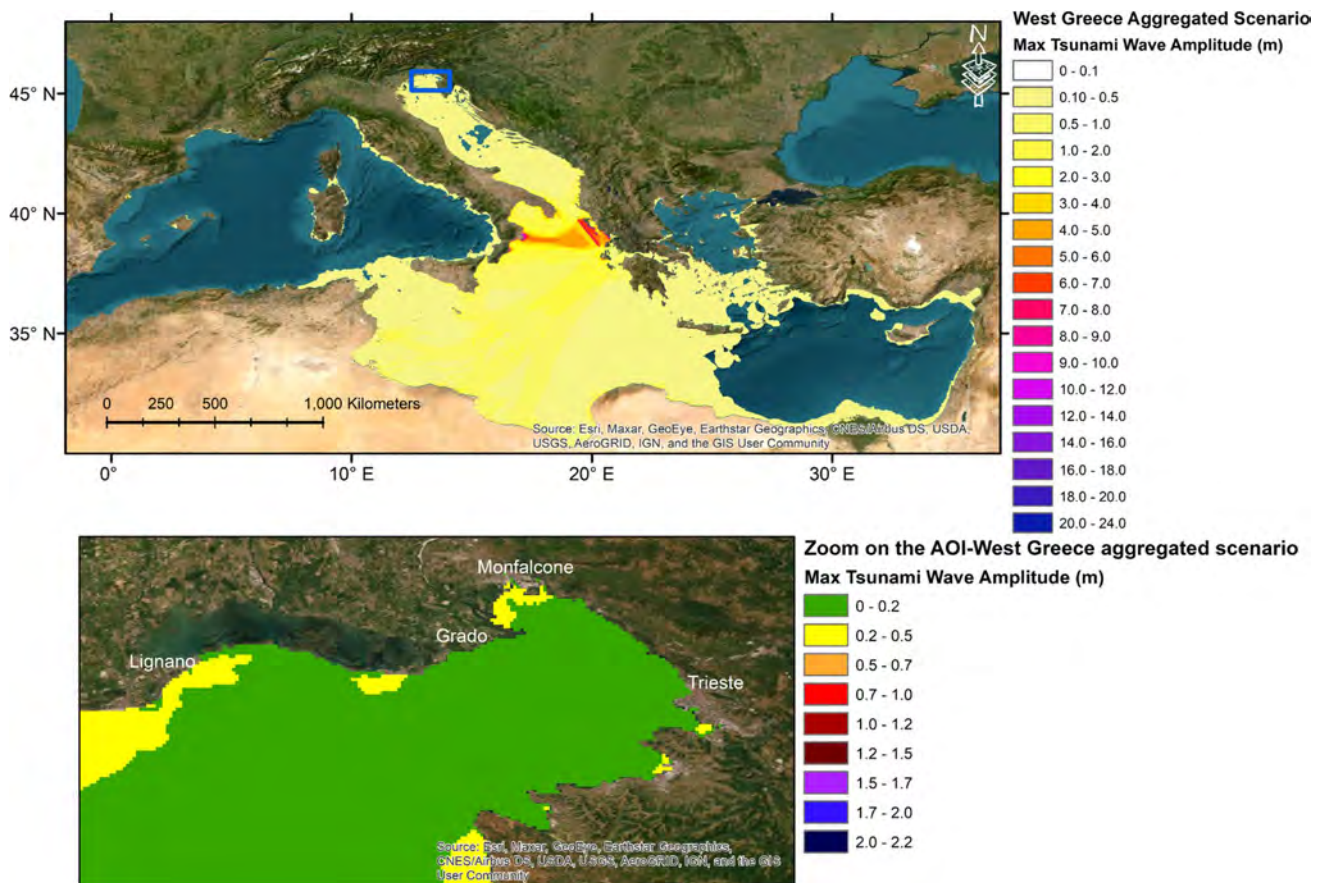 West Greece Aggregated Scenario
Max Tsunami Wave Amplitude (m)
0 - 0.1
0.10 - 0.5
0.5 - 1.0
1.0 - 2.0
2.0 - 3.0
3.0 - 4.0
4.0 - 5.0
5.0 - 6.0
6.0 - 7.0
7.0 - 8.0
8.0 - 9.0
9.0 - 10.0
10.0 - 12.0
12.0 - 14.0
14.0 - 16.0
16.0 - 18.0
18.0 - 20.0
20.0 - 24.0
N
45° N
40° N
35° N
0 250 500 1,000 Kilometers
Source: Esri, Maxar, GeoEye, Earthstar Geographics, CNES/Airbus DS, USDA,
USGS, AeroGRID, IGN, and the GIS User Community
0° 10° E 20° E 30° E
Zoom on the AOI-West Greece aggregated scenario
Max Tsunami Wave Amplitude (m)
0 - 0.2
0.2 - 0.5
0.5 - 0.7
0.7 - 1.0
1.0 - 1.2
1.2 - 1.5
1.5 - 1.7
1.7 - 2.0
2.0 - 2.2
Monfalcone
Grado
Lignano
Trieste
Source: Esri, Maxar, GeoEye, Earthstar Geographics,
CNES/Airbus DS, USDA, USGS, AeroGRID, IGN, and the GIS
User Community